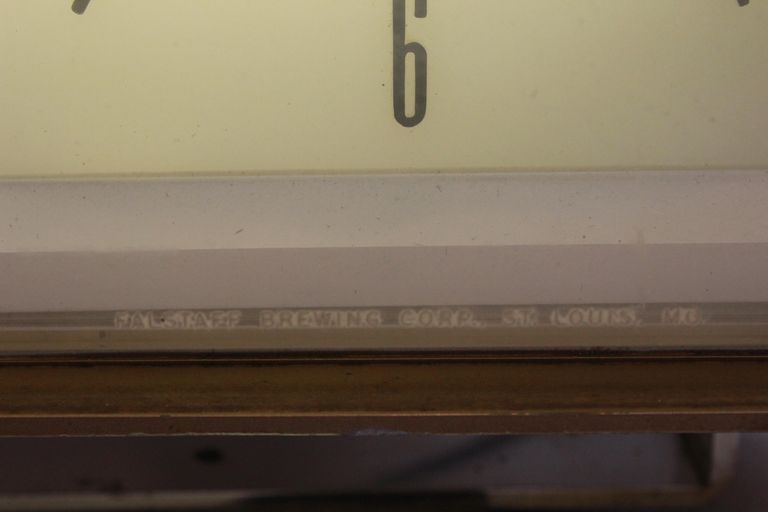 6
FALSTAFF BREWING CORP., ST. LOUIS, MO.